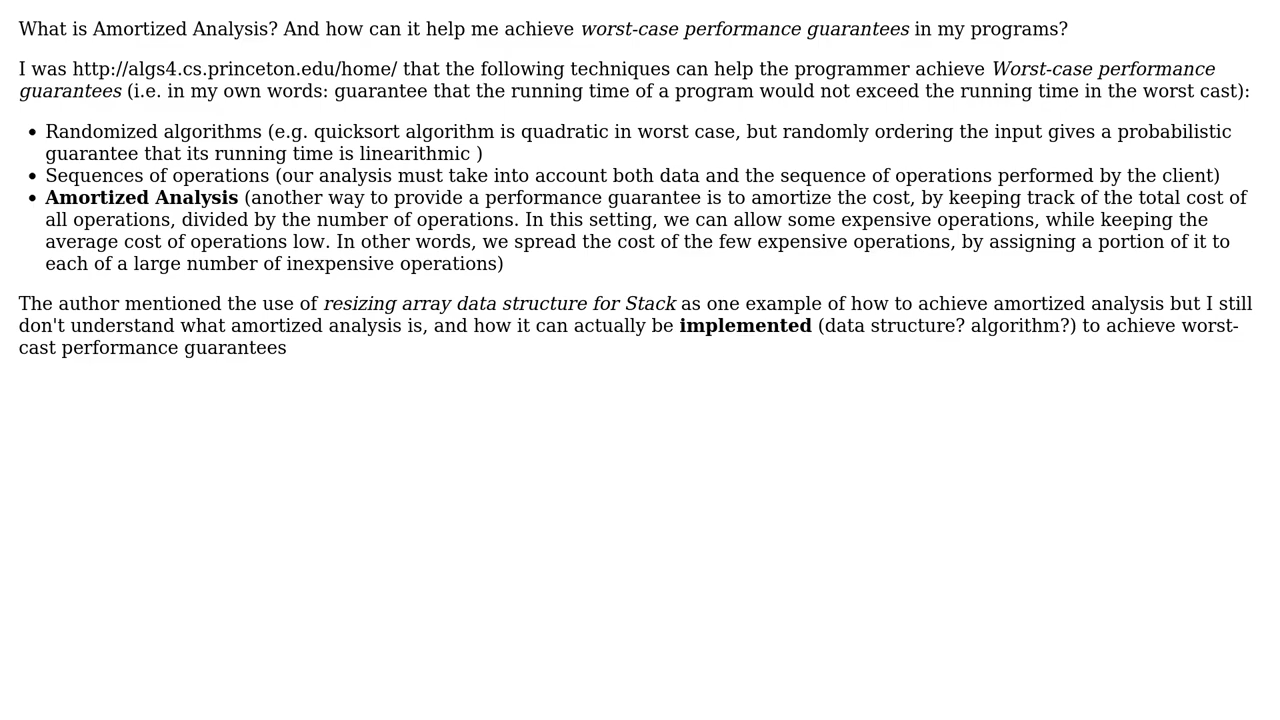 What is Amortized Analysis? And how can it help me achieve worst-case performance guarantees in my programs?
I was http://algs4.cs.princeton.edu/home/ that the following techniques can help the programmer achieve Worst-case performance
guarantees (i.e. in my own words: guarantee that the running time of a program would not exceed the running time in the worst cast):
• Randomized algorithms (e.g. quicksort algorithm is quadratic in worst case, but randomly ordering the input gives a probabilistic
guarantee that its running time is linearithmic )
• Sequences of operations (our analysis must take into account both data and the sequence of operations performed by the client)
• Amortized Analysis (another way to provide a performance guarantee is to amortize the cost, by keeping track of the total cost of
all operations, divided by the number of operations. In this setting, we can allow some expensive operations, while keeping the
average cost of operations low. In other words, we spread the cost of the few expensive operations, by assigning a portion of it to
each of a large number of inexpensive operations)
The author mentioned the use of resizing array data structure for Stack as one example of how to achieve amortized analysis but I still
don't understand what amortized analysis is, and how it can actually be implemented (data structure? algorithm?) to achieve worst-
cast performance guarantees